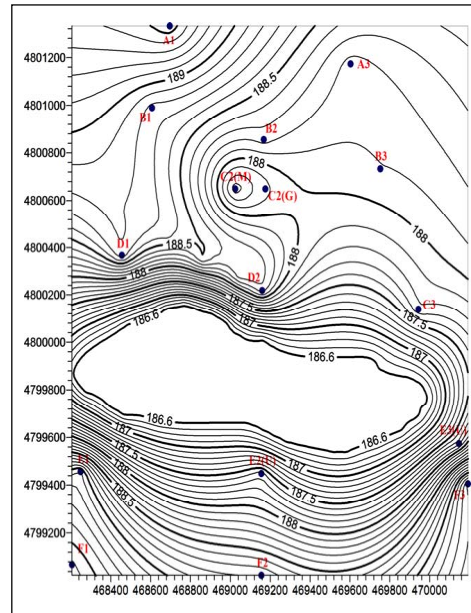 A1
4801200
A3
189
188.5
4801000
B1
B2
4800800
B3
188
C2(M)
4800600
C2(G)
4800400
188.5
188
188
D1
188
D2
4800200
187.5
C3
187.5
186.6
187
4800000
187
186.6
4799800
186.6
186.6
4799600
187
187
E3(W)
4799400
E1
187.5
E2(E)
187.5
188
F3
188.5
188
4799200
F1
F2
468400 468600 468800 469000 469200 469400 469600 469800 470000